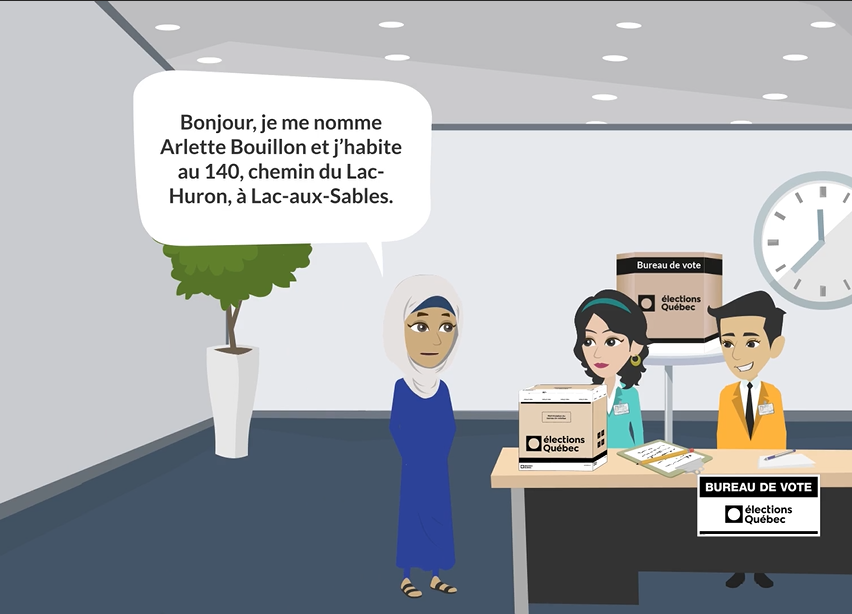 Bonjour, je me nomme
Arlette Bouillon et j’habite
au 140, chemin du Lac-
Huron, à Lac-aux-Sables.
Bureau de vote
élections
Québec
élections
Québec
BUREAU DE VOTE
élections
Québec